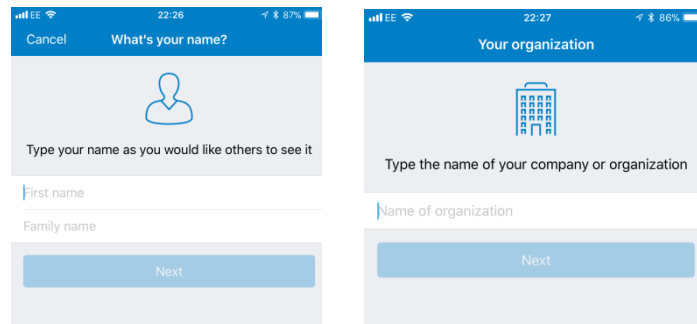 EE 22:26 87%
Cancel What's your name?
Type your name as you would like others to see it
First name
Family name
Next
EE 22:27 86%
Your organization
Type the name of your company or organization
Name of organization
Next